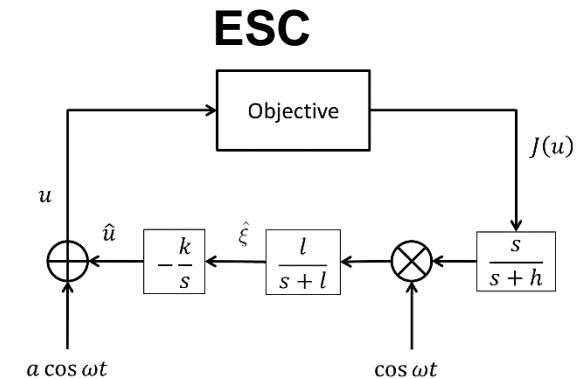 ESC
Objective
J(u)
u
û
-k/s
ξ̂
l/(s + l)
s/(s + h)
a cos ωt
cos ωt